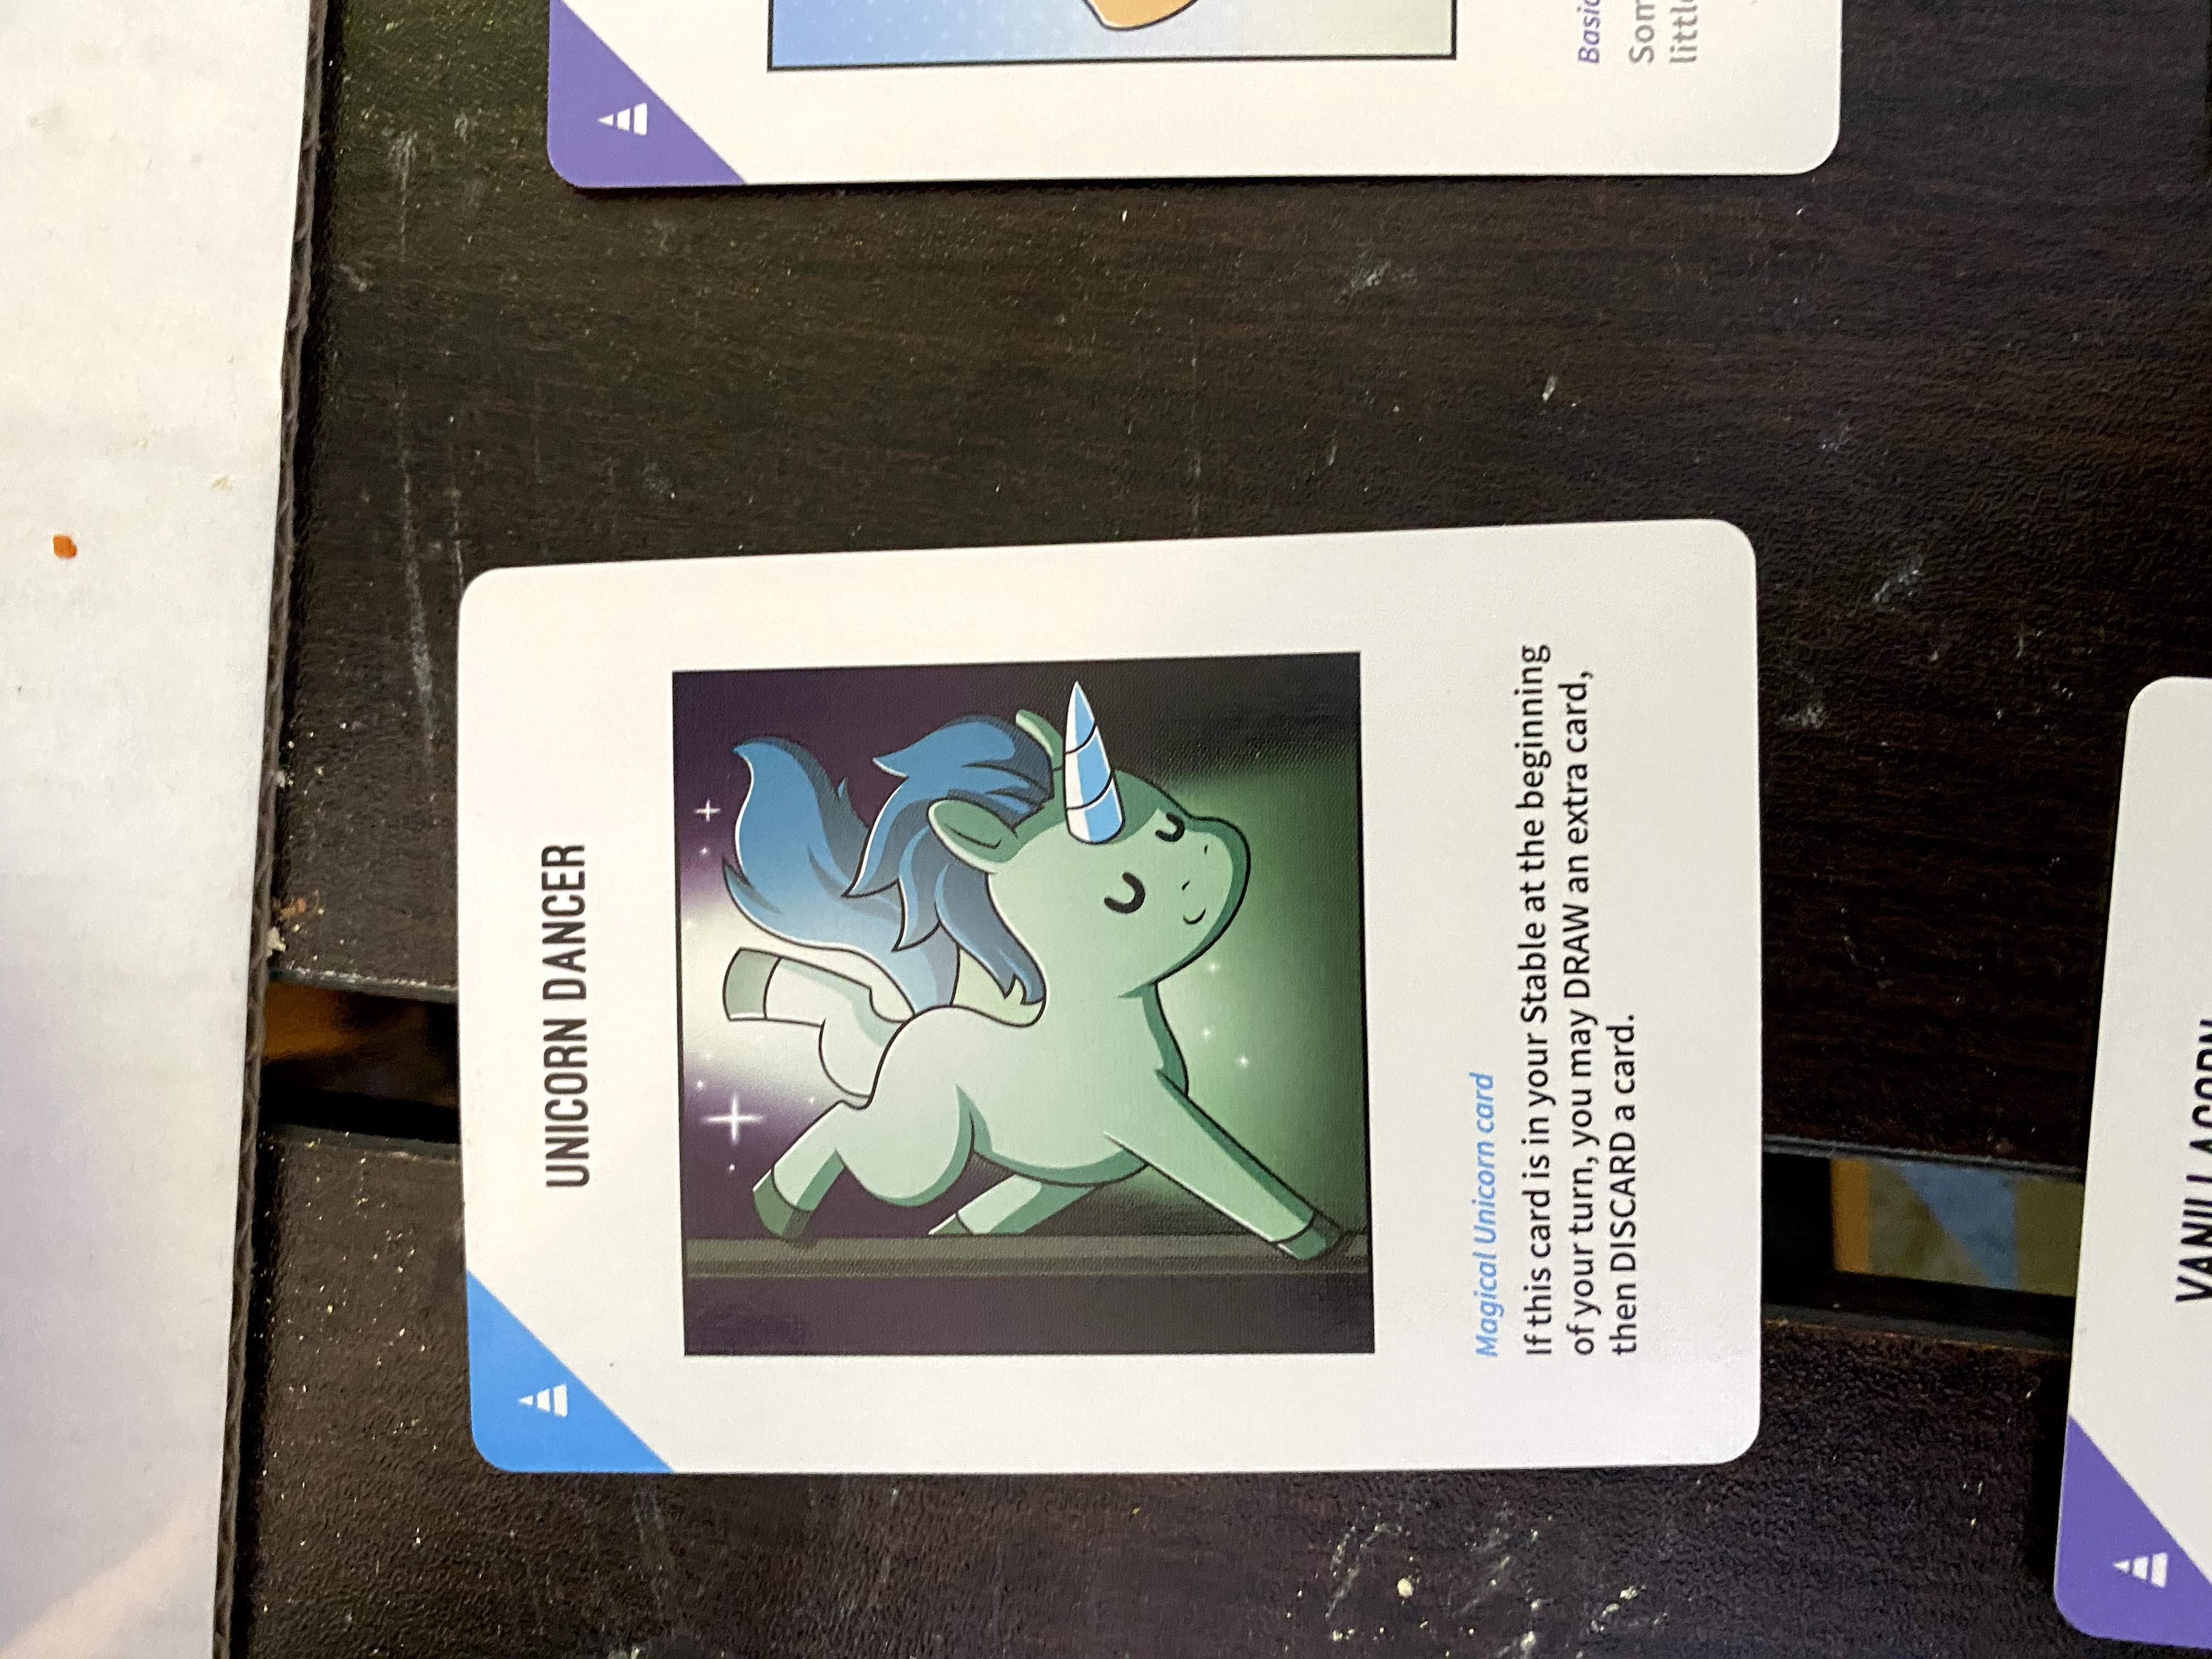 UNICORN DANCER
Magical Unicorn card
If this card is in your Stable at the beginning
of your turn, you may DRAW an extra card,
then DISCARD a card.
VANILLACORN